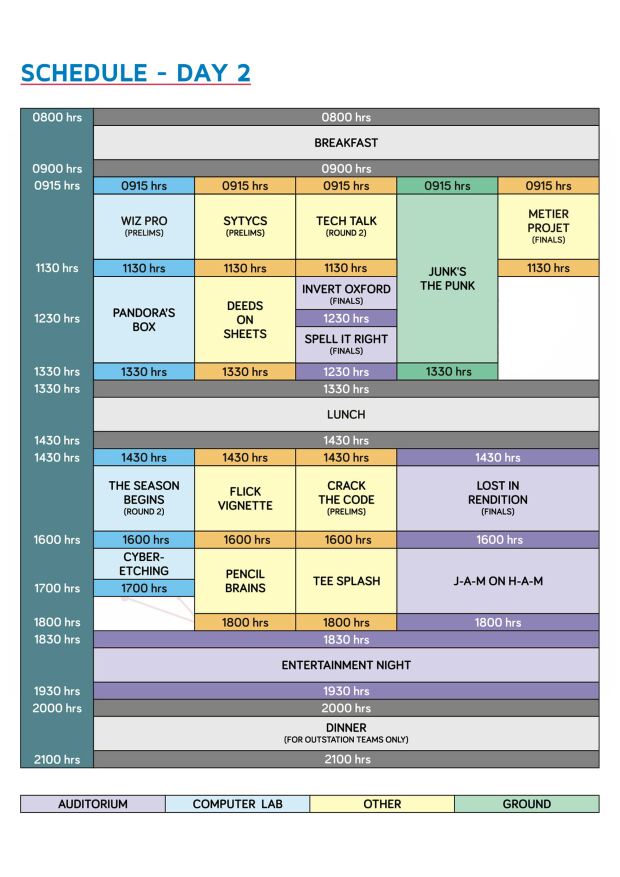 SCHEDULE - DAY 2
0800 hrs 0800 hrs
BREAKFAST
0900 hrs 0900 hrs
0915 hrs 0915 hrs 0915 hrs 0915 hrs 0915 hrs 0915 hrs
WIZ PRO
(PRELIMS)
SYTYCS
(PRELIMS)
TECH TALK
(ROUND 2)
METIER
PROJET
(FINALS)
1130 hrs 1130 hrs 1130 hrs 1130 hrs 1130 hrs
JUNK'S
THE PUNK
PANDORA'S
BOX
DEEDS
ON
SHEETS
INVERT OXFORD
(FINALS)
1230 hrs 1230 hrs
SPELL IT RIGHT
(FINALS)
1330 hrs 1330 hrs 1330 hrs 1230 hrs 1330 hrs
1330 hrs 1330 hrs
LUNCH
1430 hrs 1430 hrs
1430 hrs 1430 hrs 1430 hrs 1430 hrs 1430 hrs
THE SEASON
BEGINS
(ROUND 2)
FLICK
VIGNETTE
CRACK
THE CODE
(PRELIMS)
LOST IN
RENDITION
(FINALS)
1600 hrs 1600 hrs 1600 hrs 1600 hrs 1600 hrs
CYBER-
ETCHING
1700 hrs 1700 hrs
PENCIL
BRAINS
TEE SPLASH
J-A-M ON H-A-M
1800 hrs 1800 hrs 1800 hrs 1800 hrs
1830 hrs 1830 hrs
ENTERTAINMENT NIGHT
1930 hrs 1930 hrs
2000 hrs 2000 hrs
DINNER
(FOR OUTSTATION TEAMS ONLY)
2100 hrs 2100 hrs
AUDITORIUM COMPUTER LAB OTHER GROUND